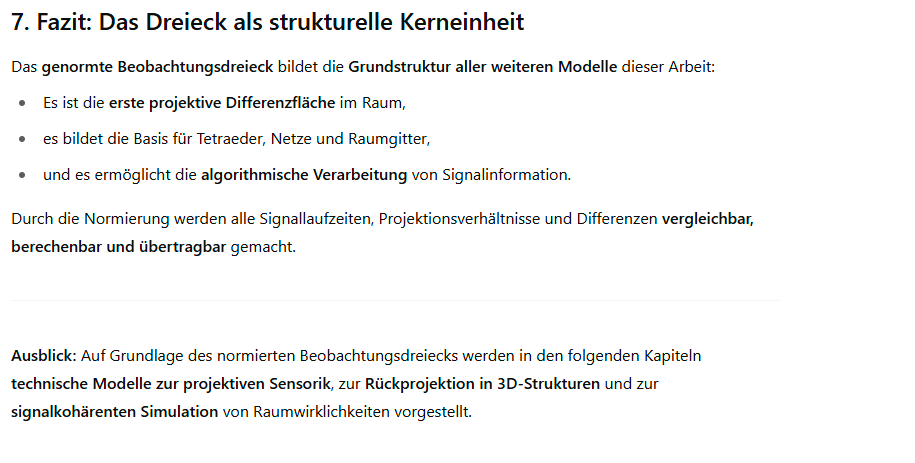 7. Fazit: Das Dreieck als strukturelle Kerneinheit
Das genormte Beobachtungsdreieck bildet die Grundstruktur aller weiteren Modelle dieser Arbeit:
• Es ist die erste projektive Differenzfläche im Raum,
• es bildet die Basis für Tetraeder, Netze und Raumgitter,
• und es ermöglicht die algorithmische Verarbeitung von Signalinformation.
Durch die Normierung werden alle Signallaufzeiten, Projektionsverhältnisse und Differenzen vergleichbar,
berechenbar und übertragbar gemacht.
Ausblick: Auf Grundlage des normierten Beobachtungsdreiecks werden in den folgenden Kapiteln
technische Modelle zur projektiven Sensorik, zur Rückprojektion in 3D-Strukturen und zur
signalkohärenten Simulation von Raumwirklichkeiten vorgestellt.